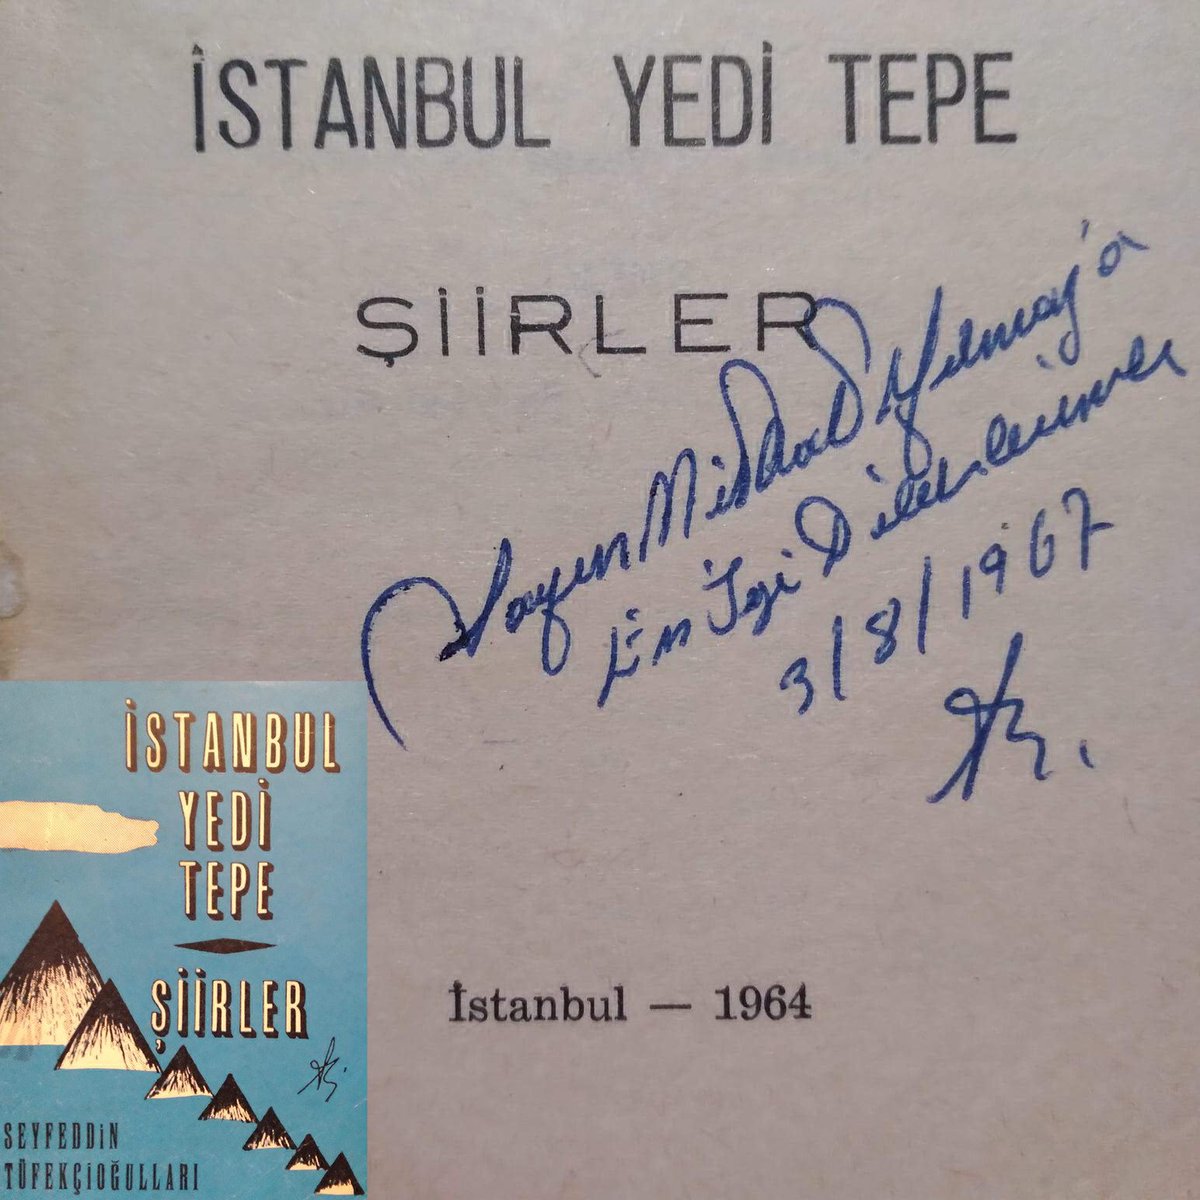 İSTANBUL YEDİ TEPE
ŞİİRLER
Sayın Mithat Yılmaz'a
En İyi Dileklerimle
3/8/1967
İstanbul — 1964
İSTANBUL
YEDİ
TEPE
ŞİİRLER
SEYFEDDİN
TÜFEKÇİOĞULLARI